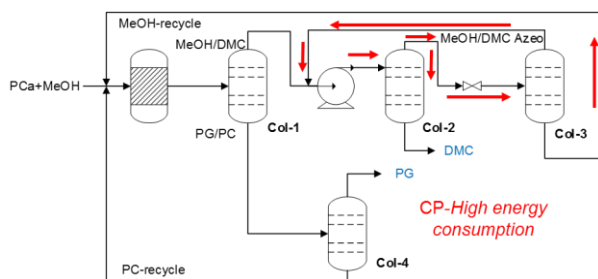 MeOH-recycle
MeOH/DMC
MeOH/DMC Azeo
PCa+MeOH
PG/PC
Col-1
Col-2
Col-3
DMC
PG
CP-High energy
consumption
PC-recycle
Col-4